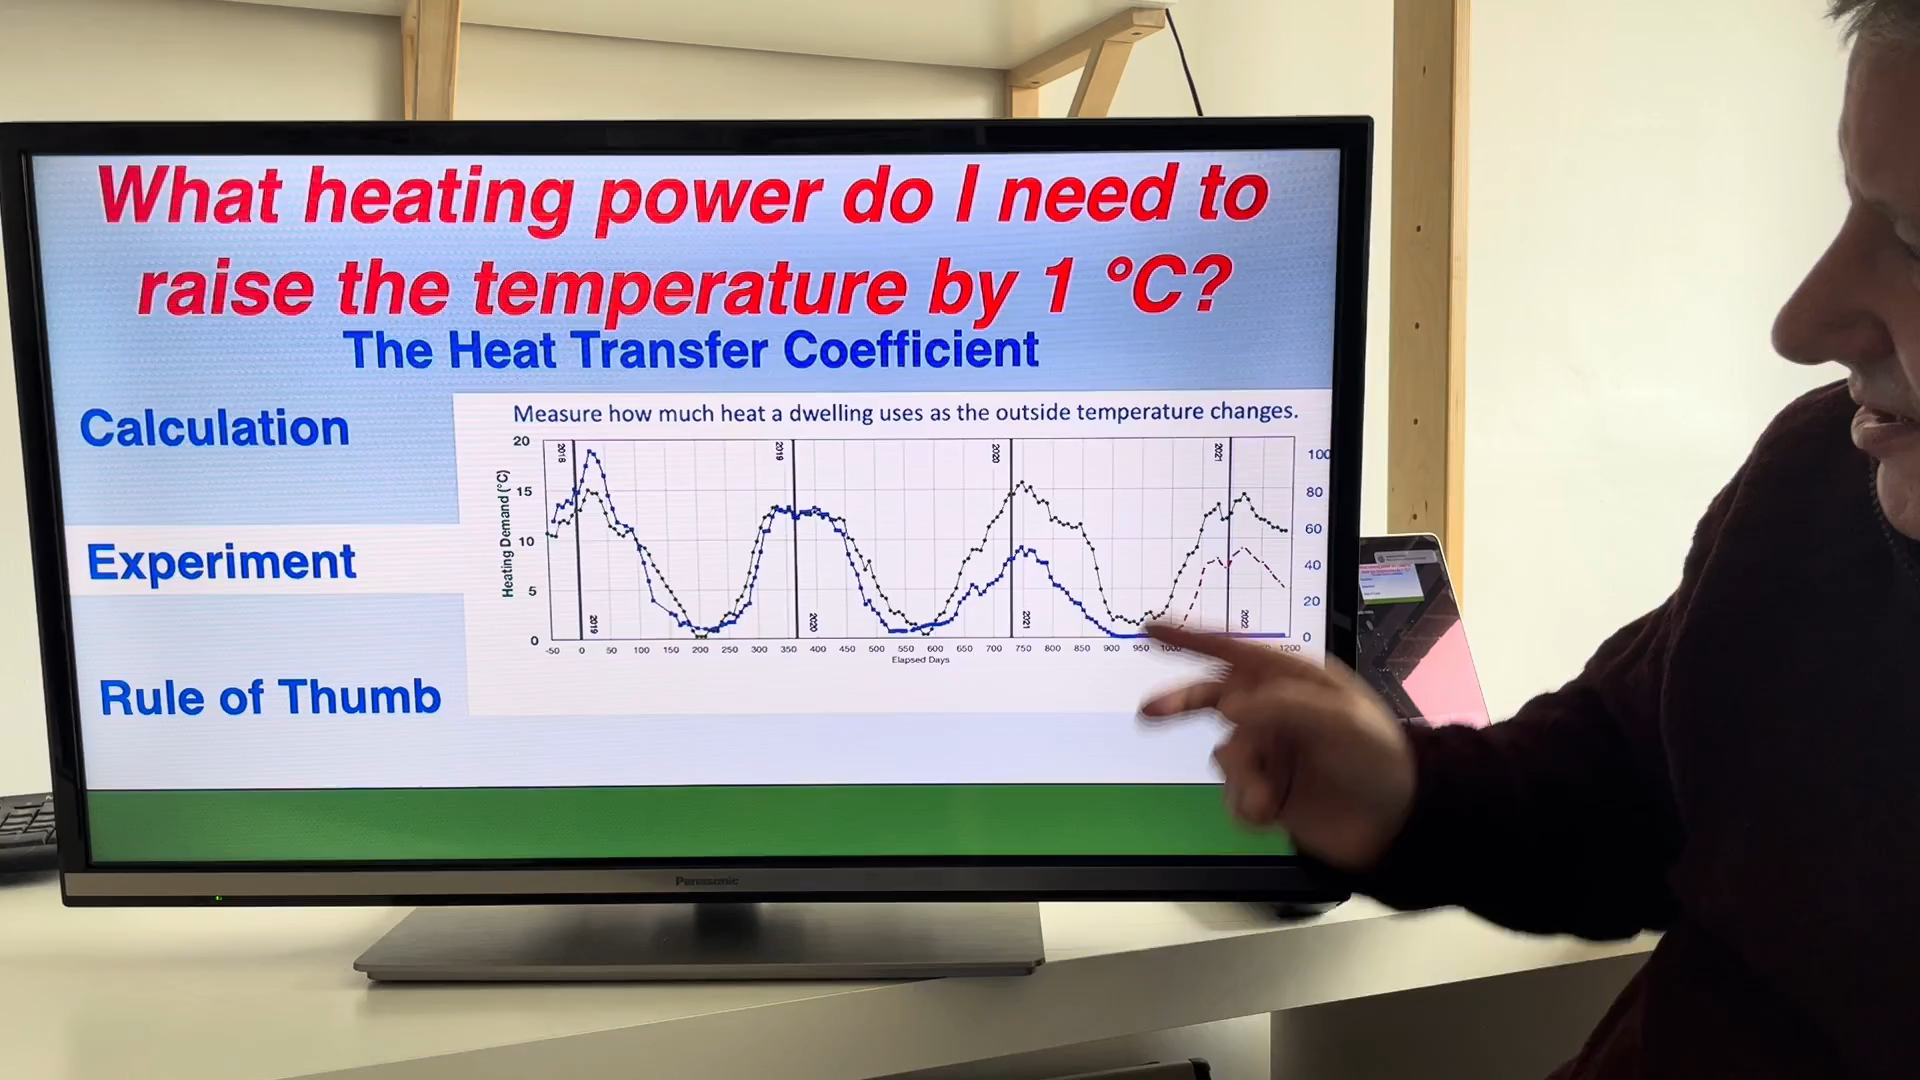 What heating power do I need to
raise the temperature by 1 °C?
The Heat Transfer Coefficient
Calculation
Experiment
Rule of Thumb
Measure how much heat a dwelling uses as the outside temperature changes.
Heating Demand (°C)
20
15
10
5
0
2018
2019
2020
2021
2019
2020
2021
2022
100
80
60
40
20
0
-50 0 50 100 150 200 250 300 350 400 450 500 550 600 650 700 750 800 850 900 950 1000 1200
Elapsed Days
Panasonic